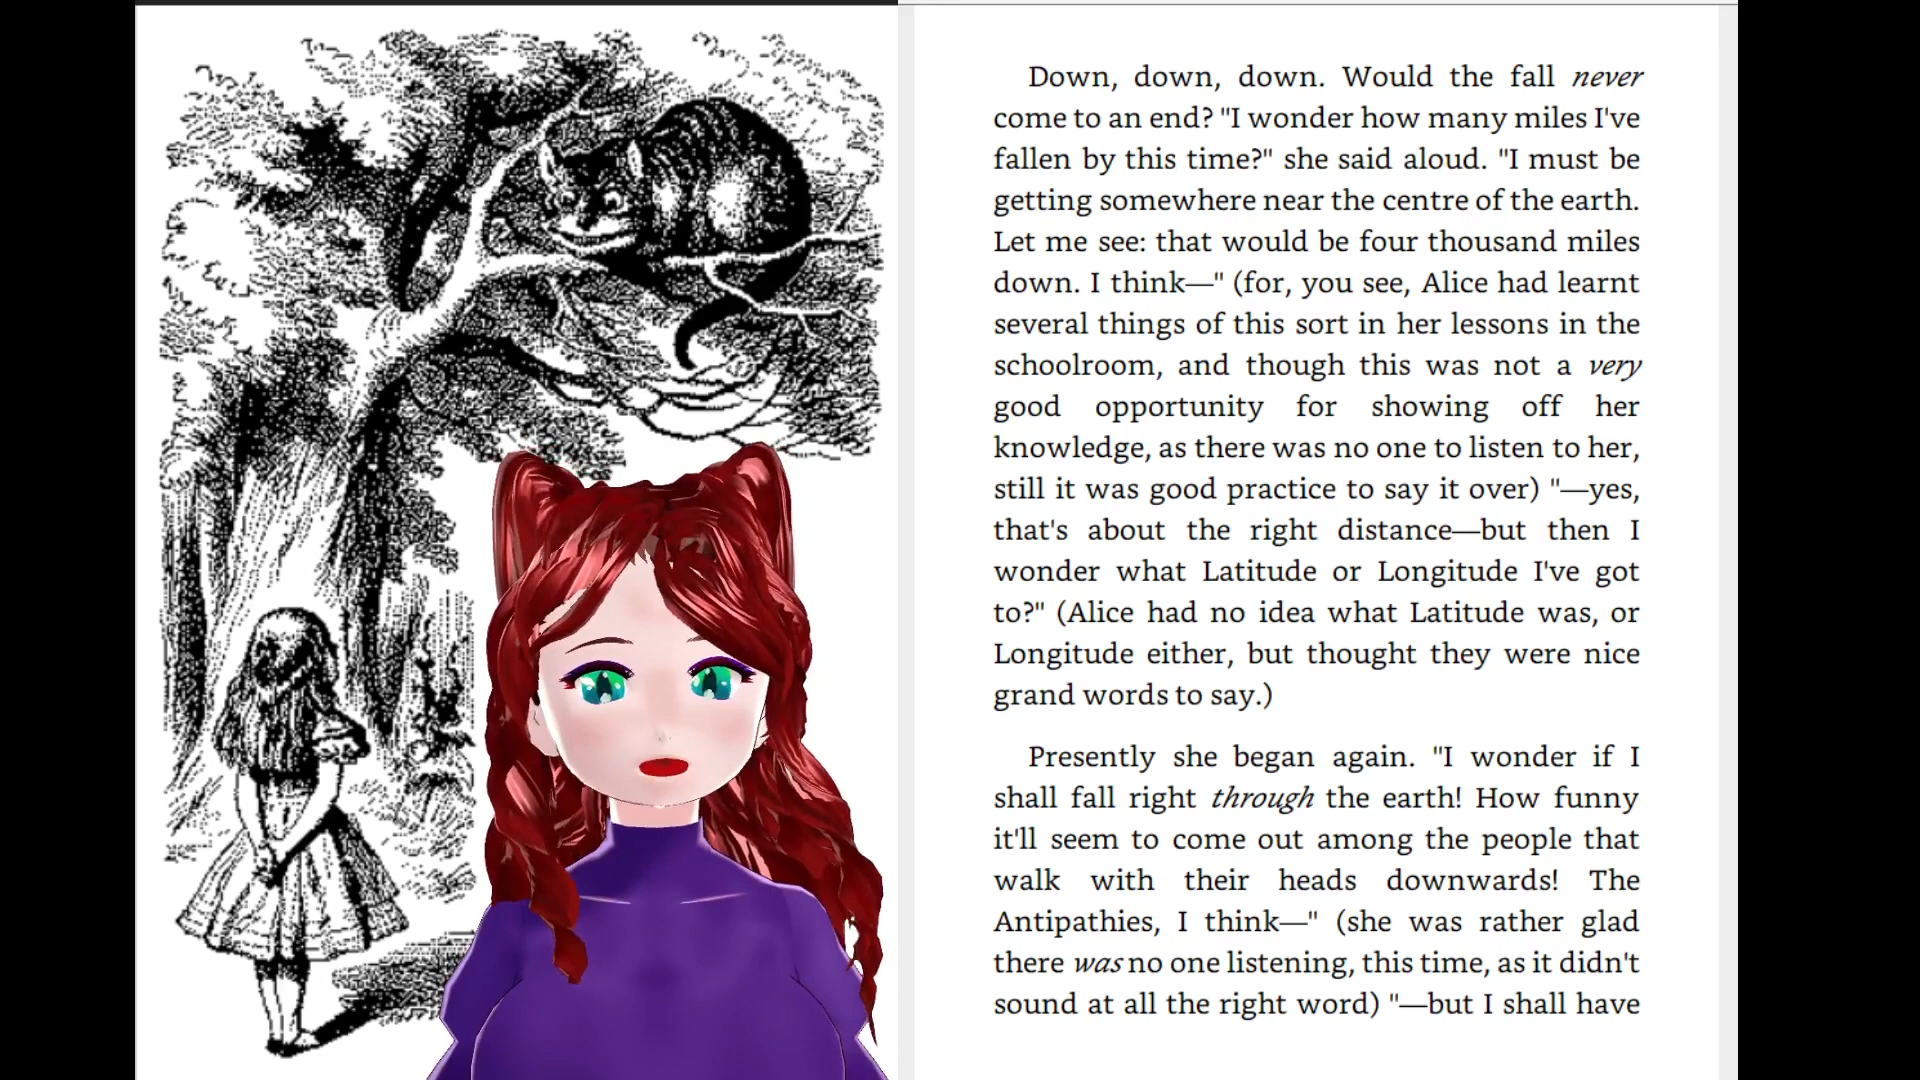 Down, down, down. Would the fall never
come to an end? "I wonder how many miles I've
fallen by this time?" she said aloud. "I must be
getting somewhere near the centre of the earth.
Let me see: that would be four thousand miles
down. I think—" (for, you see, Alice had learnt
several things of this sort in her lessons in the
schoolroom, and though this was not a very
good opportunity for showing off her
knowledge, as there was no one to listen to her,
still it was good practice to say it over) "—yes,
that's about the right distance—but then I
wonder what Latitude or Longitude I've got
to?" (Alice had no idea what Latitude was, or
Longitude either, but thought they were nice
grand words to say.)
Presently she began again. "I wonder if I
shall fall right through the earth! How funny
it'll seem to come out among the people that
walk with their heads downwards! The
Antipathies, I think—" (she was rather glad
there was no one listening, this time, as it didn't
sound at all the right word) "—but I shall have